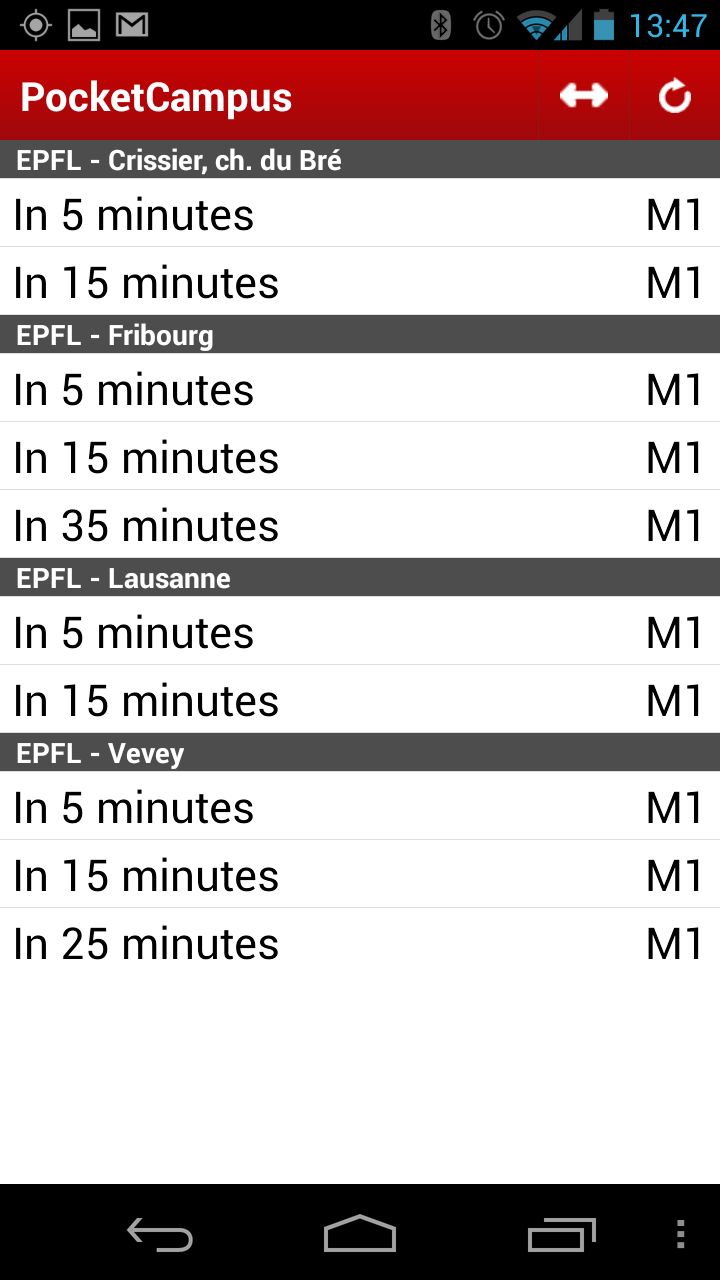 13:47
PocketCampus
EPFL - Crissier, ch. du Bré
In 5 minutes M1
In 15 minutes M1
EPFL - Fribourg
In 5 minutes M1
In 15 minutes M1
In 35 minutes M1
EPFL - Lausanne
In 5 minutes M1
In 15 minutes M1
EPFL - Vevey
In 5 minutes M1
In 15 minutes M1
In 25 minutes M1